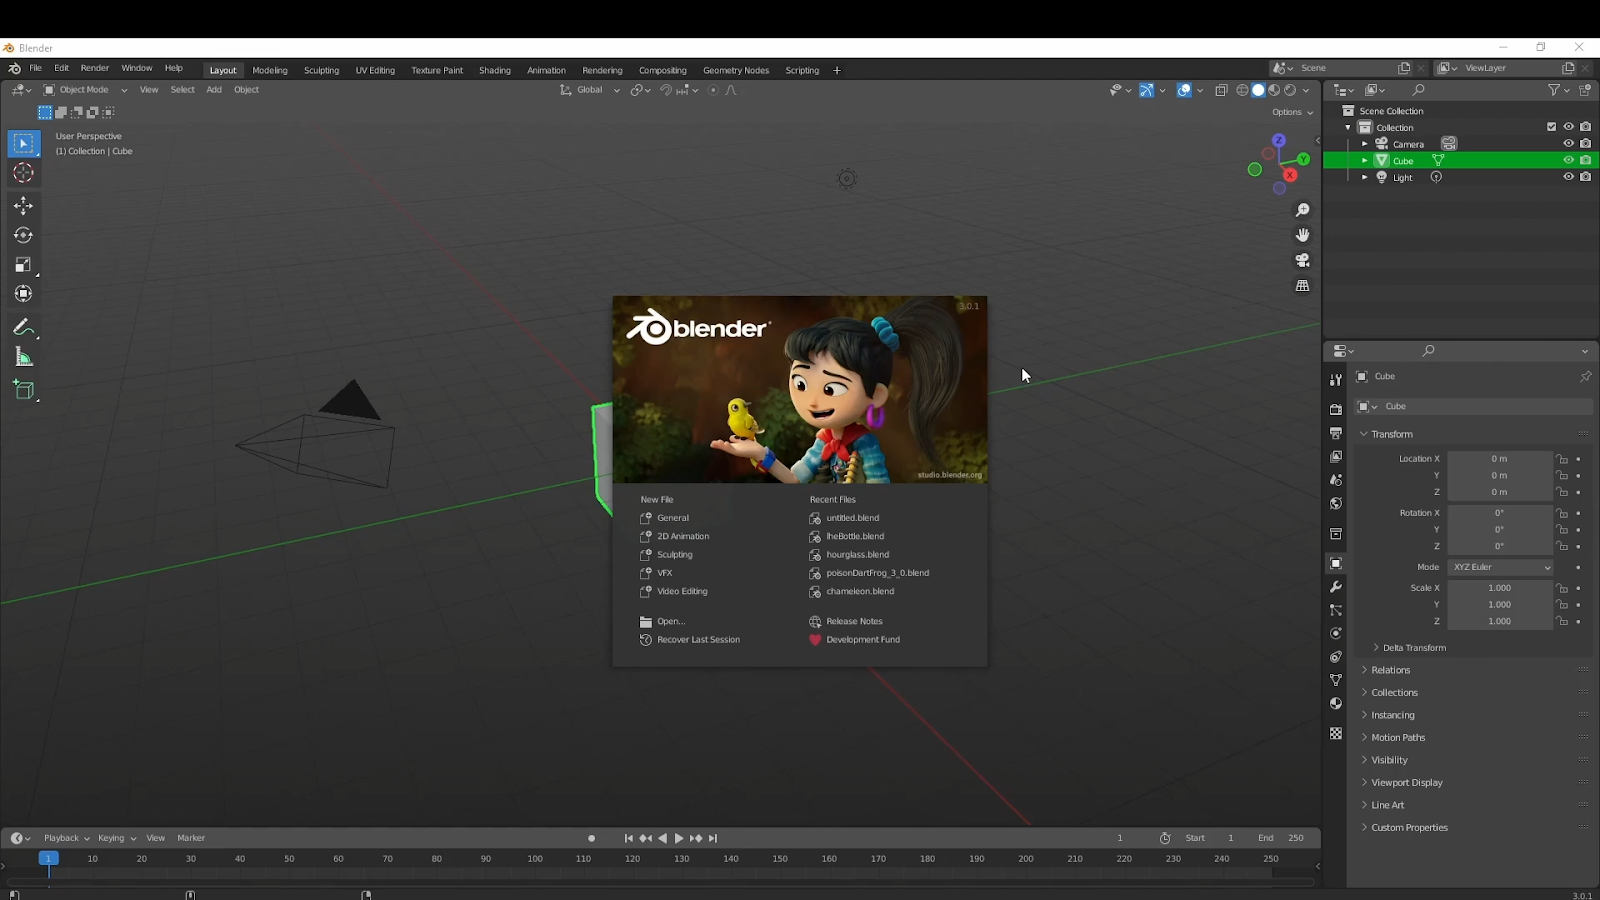 Blender
File Edit Render Window Help Layout Modeling Sculpting UV Editing Texture Paint Shading Animation Rendering Compositing Geometry Nodes Scripting + Scene ViewLayer
Object Mode View Select Add Object Global
Options
User Perspective
(1) Collection | Cube
Z
Y
X
Scene Collection
Collection
Camera
Cube
Light
3.0.1
blender
studio.blender.org
New File
General
2D Animation
Sculpting
VFX
Video Editing
Open...
Recover Last Session
Recent Files
untitled.blend
lheBottle.blend
hourglass.blend
poisonDartFrog_3_0.blend
chameleon.blend
Release Notes
Development Fund
Cube
Cube
Transform
Location X 0 m
Y 0 m
Z 0 m
Rotation X 0°
Y 0°
Z 0°
Mode XYZ Euler
Scale X 1.000
Y 1.000
Z 1.000
Delta Transform
Relations
Collections
Instancing
Motion Paths
Visibility
Viewport Display
Line Art
Custom Properties
Playback Keying View Marker 1 Start 1 End 250
1 10 20 30 40 50 60 70 80 90 100 110 120 130 140 150 160 170 180 190 200 210 220 230 240 250
3.0.1